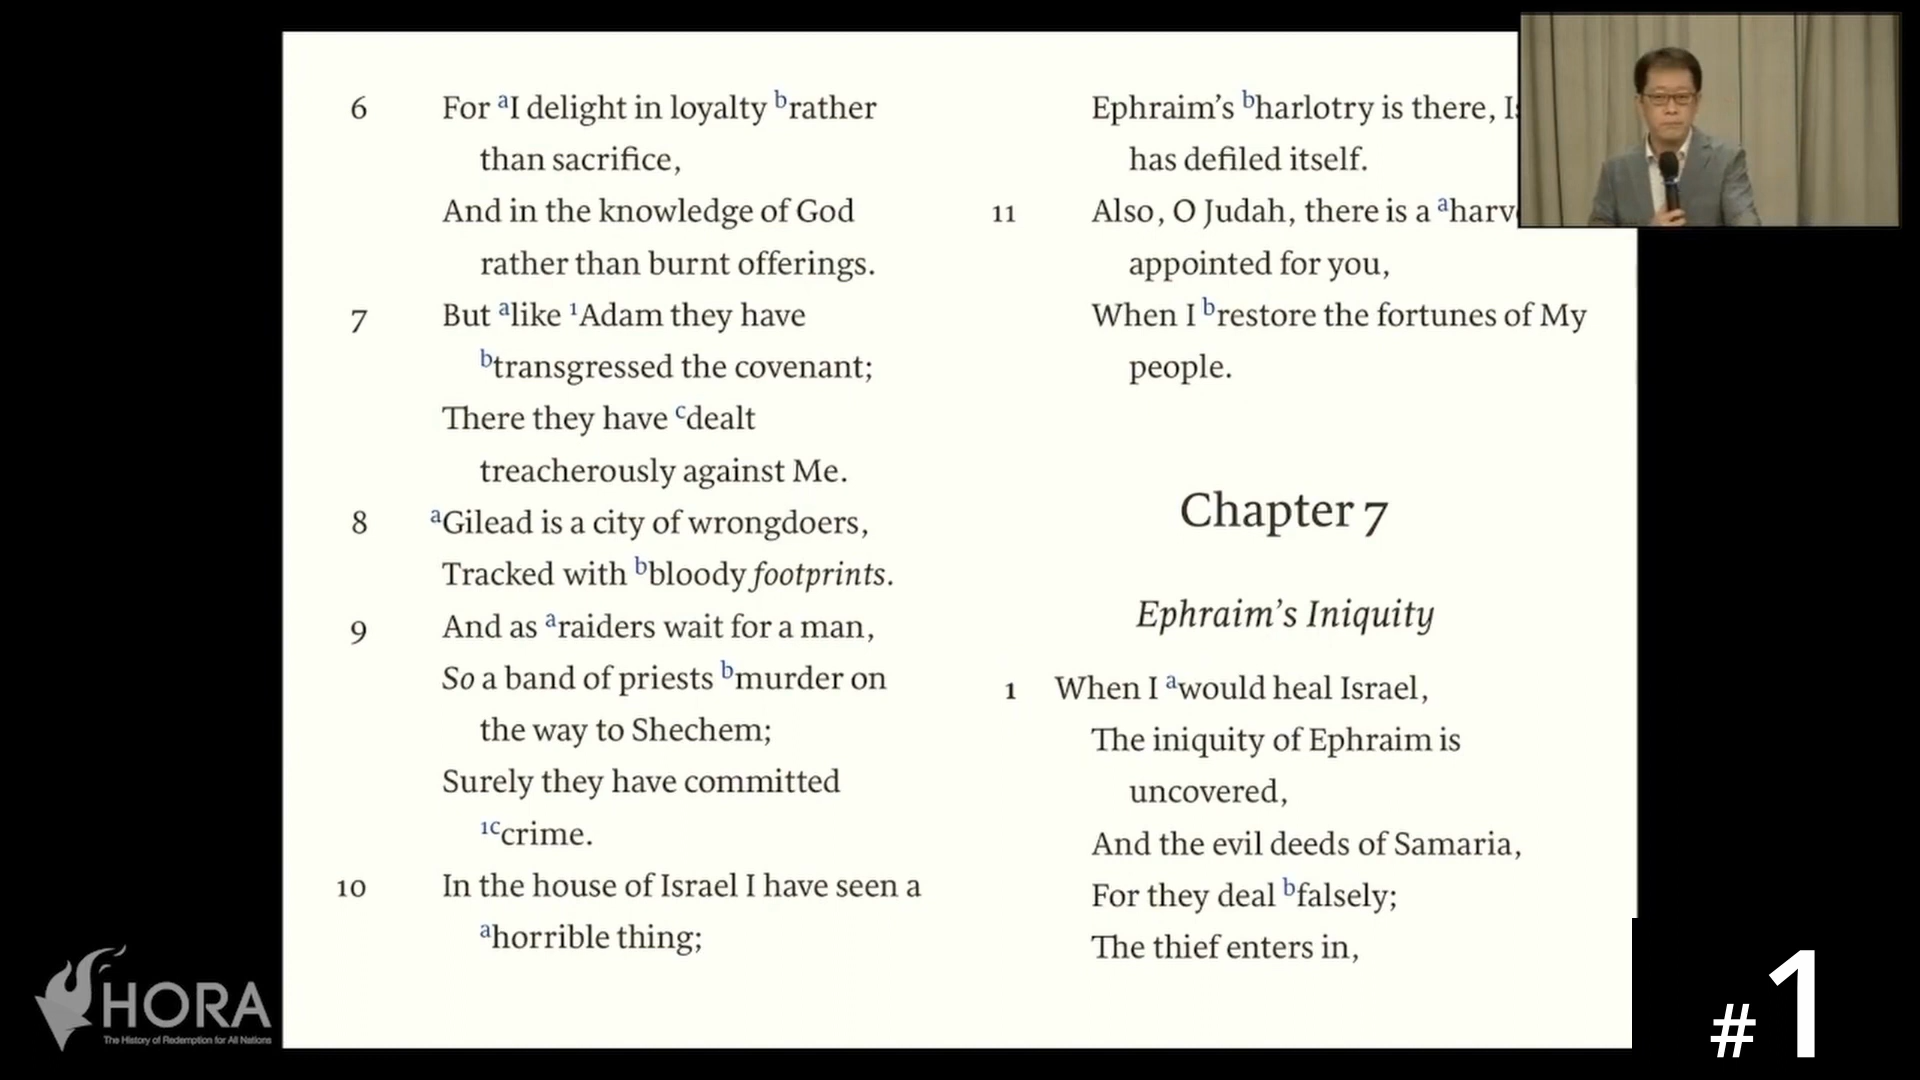 6 For aI delight in loyalty brather
than sacrifice,
And in the knowledge of God
rather than burnt offerings.
7 But alike 1Adam they have
btransgressed the covenant;
There they have cdealt
treacherously against Me.
8 aGilead is a city of wrongdoers,
Tracked with bbloody footprints.
9 And as araiders wait for a man,
So a band of priests bmurder on
the way to Shechem;
Surely they have committed
1ccrime.
10 In the house of Israel I have seen a
ahorrible thing;
Ephraim’s bharlotry is there,
has defiled itself.
11 Also, O Judah, there is a
appointed for you,
When I brestore the fortunes of My
people.
Chapter 7
Ephraim’s Iniquity
1 When I awould heal Israel,
The iniquity of Ephraim is
uncovered,
And the evil deeds of Samaria,
For they deal bfalsely;
The thief enters in,
HORA
The History of Redemption for All Nations
#1